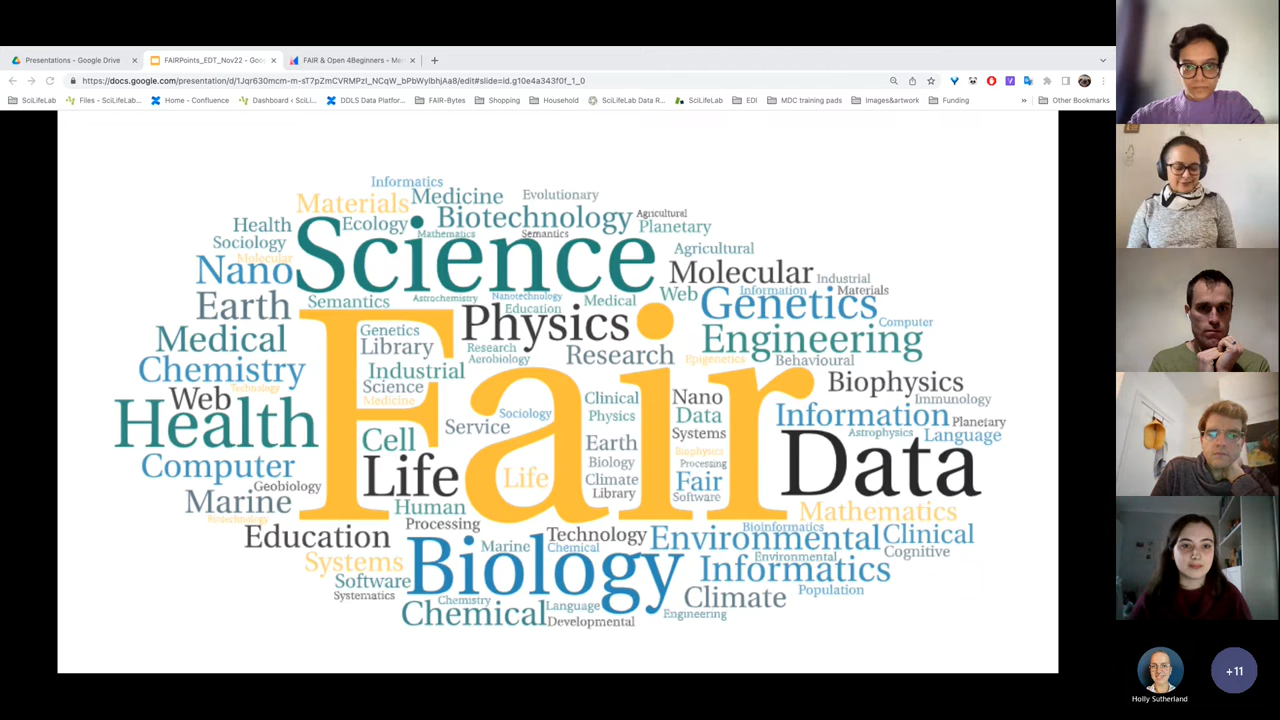 Presentations - Google Drive
FAIRPoints_EDT_Nov22 - Goo
FAIR & Open 4Beginners - Men
https://docs.google.com/presentation/d/1Jqr630mcm-m-sT7pZmCVRMPzI_NCqW_bPbWyIbhjAa8/edit#slide=id.g10e4a343f0f_1_0
SciLifeLab Files - SciLifeLab... Home - Confluence Dashboard ‹ SciLi... DDLS Data Platfor... FAIR-Bytes Shopping Household SciLifeLab Data R... SciLifeLab EDI MDC training pads Images&artwork Funding » Other Bookmarks
Informatics
Materials Medicine Evolutionary
Health Ecology Biotechnology Agricultural
Sociology Mathematics Semantics Planetary
Molecular Science Agricultural
Nano Molecular Industrial
Earth Semantics Astrochemistry Nanotechnology Medical Web Information Materials
Education Genetics
Medical Genetics Physics Engineering Computer
Library Research Research
Chemistry Industrial Aerobiology Epigenetics Behavioural
Technology Science Biophysics
Web Medicine Clinical Nano Immunology
Health Fair Sociology Physics Data Information Planetary
Service Systems Astrophysics Language
Cell Earth Biophysics
Computer Life Life Biology Processing Data
Geobiology Climate Fair
Marine Library Software
Human Mathematics
Processing Bioinformatics
Education Technology Environmental Clinical
Marine Chemical Cognitive
Systems Biology Environmental
Software Informatics
Systematics Chemistry Language Climate Population
Chemical Developmental Engineering
Holly Sutherland
+11